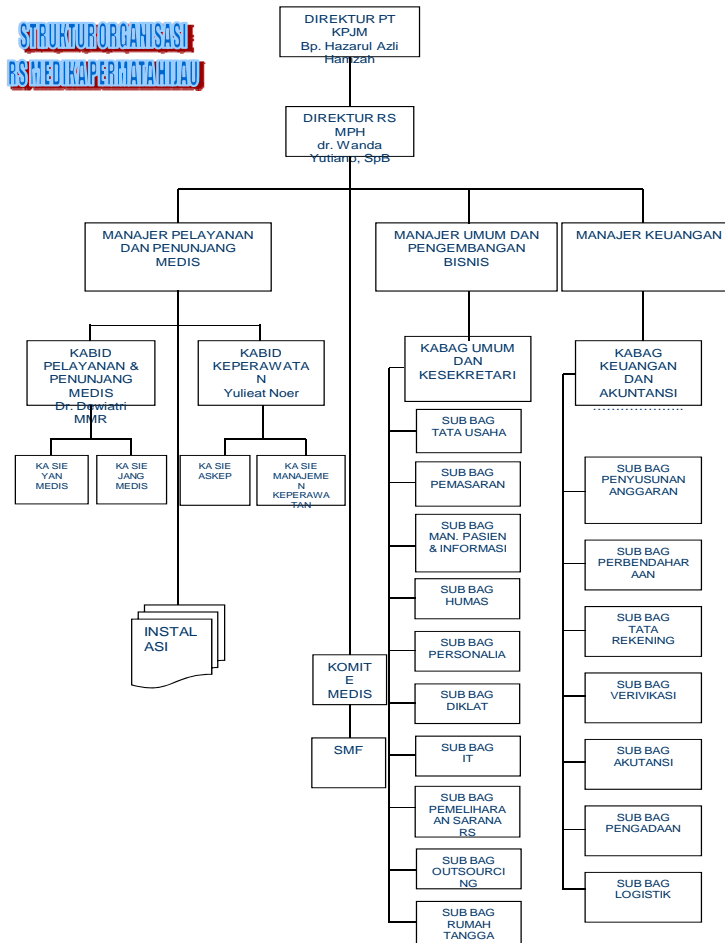 STRUKTUR ORGANISASI
RS MEDIKA PERMATA HIJAU
DIREKTUR PT
KPJM
Bp. Hazarul Azli
Hamzah
DIREKTUR RS
MPH
dr. Wanda
Yutiano, SpB
MANAJER PELAYANAN
DAN PENUNJANG
MEDIS
MANAJER UMUM DAN
PENGEMBANGAN
BISNIS
MANAJER KEUANGAN
KABID
PELAYANAN &
PENUNJANG
MEDIS
Dr. Dewiatri
MMR
KABID
KEPERAWATA
N
Yulieat Noer
KABAG UMUM
DAN
KESEKRETARI
KABAG
KEUANGAN
DAN
AKUNTANSI
......................
KA SIE
YAN
MEDIS
KA SIE
JANG
MEDIS
KA SIE
ASKEP
KA SIE
MANAJEME
N
KEPERAWA
TAN
SUB BAG
TATA USAHA
SUB BAG
PEMASARAN
SUB BAG
MAN. PASIEN
& INFORMASI
SUB BAG
HUMAS
SUB BAG
PERSONALIA
SUB BAG
DIKLAT
SUB BAG
IT
SUB BAG
PEMELIHARA
AN SARANA
RS
SUB BAG
OUTSOURCI
NG
SUB BAG
RUMAH
TANGGA
SUB BAG
PENYUSUNAN
ANGGARAN
SUB BAG
PERBENDAHAR
AAN
SUB BAG
TATA
REKENING
SUB BAG
VERIVIKASI
SUB BAG
AKUTANSI
SUB BAG
PENGADAAN
SUB BAG
LOGISTIK
INSTAL
ASI
KOMIT
E
MEDIS
SMF